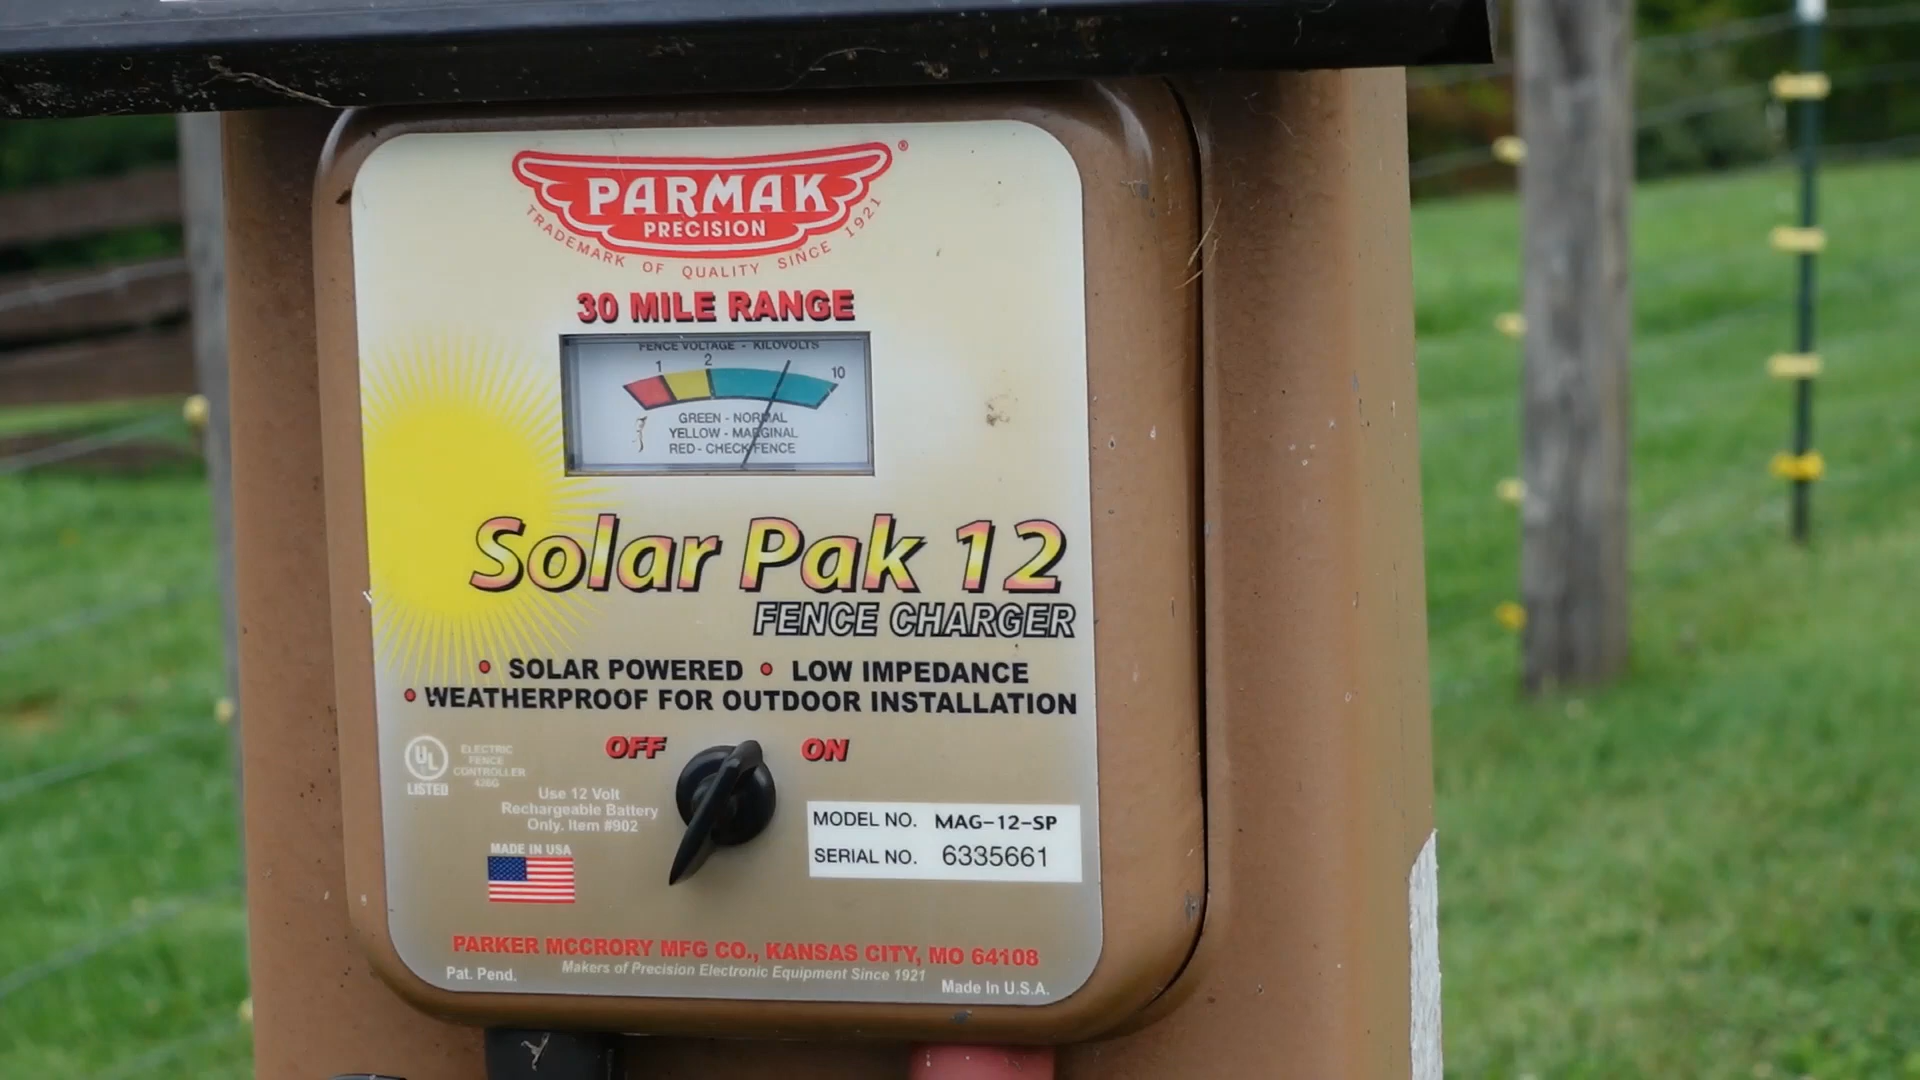 PARMAK ®
PRECISION
TRADEMARK OF QUALITY SINCE 1921
30 MILE RANGE
FENCE VOLTAGE - KILOVOLTS
1 2 10
GREEN - NORMAL
YELLOW - MARGINAL
RED - CHECK FENCE
Solar Pak 12
FENCE CHARGER
• SOLAR POWERED • LOW IMPEDANCE
• WEATHERPROOF FOR OUTDOOR INSTALLATION
OFF ON
UL
LISTED
ELECTRIC
FENCE
CONTROLLER
436G
Use 12 Volt
Rechargeable Battery
Only. Item #902
MADE IN USA
MODEL NO. MAG-12-SP
SERIAL NO. 6335661
PARKER MCCRORY MFG CO., KANSAS CITY, MO 64108
Makers of Precision Electronic Equipment Since 1921
Pat. Pend.
Made In U.S.A.